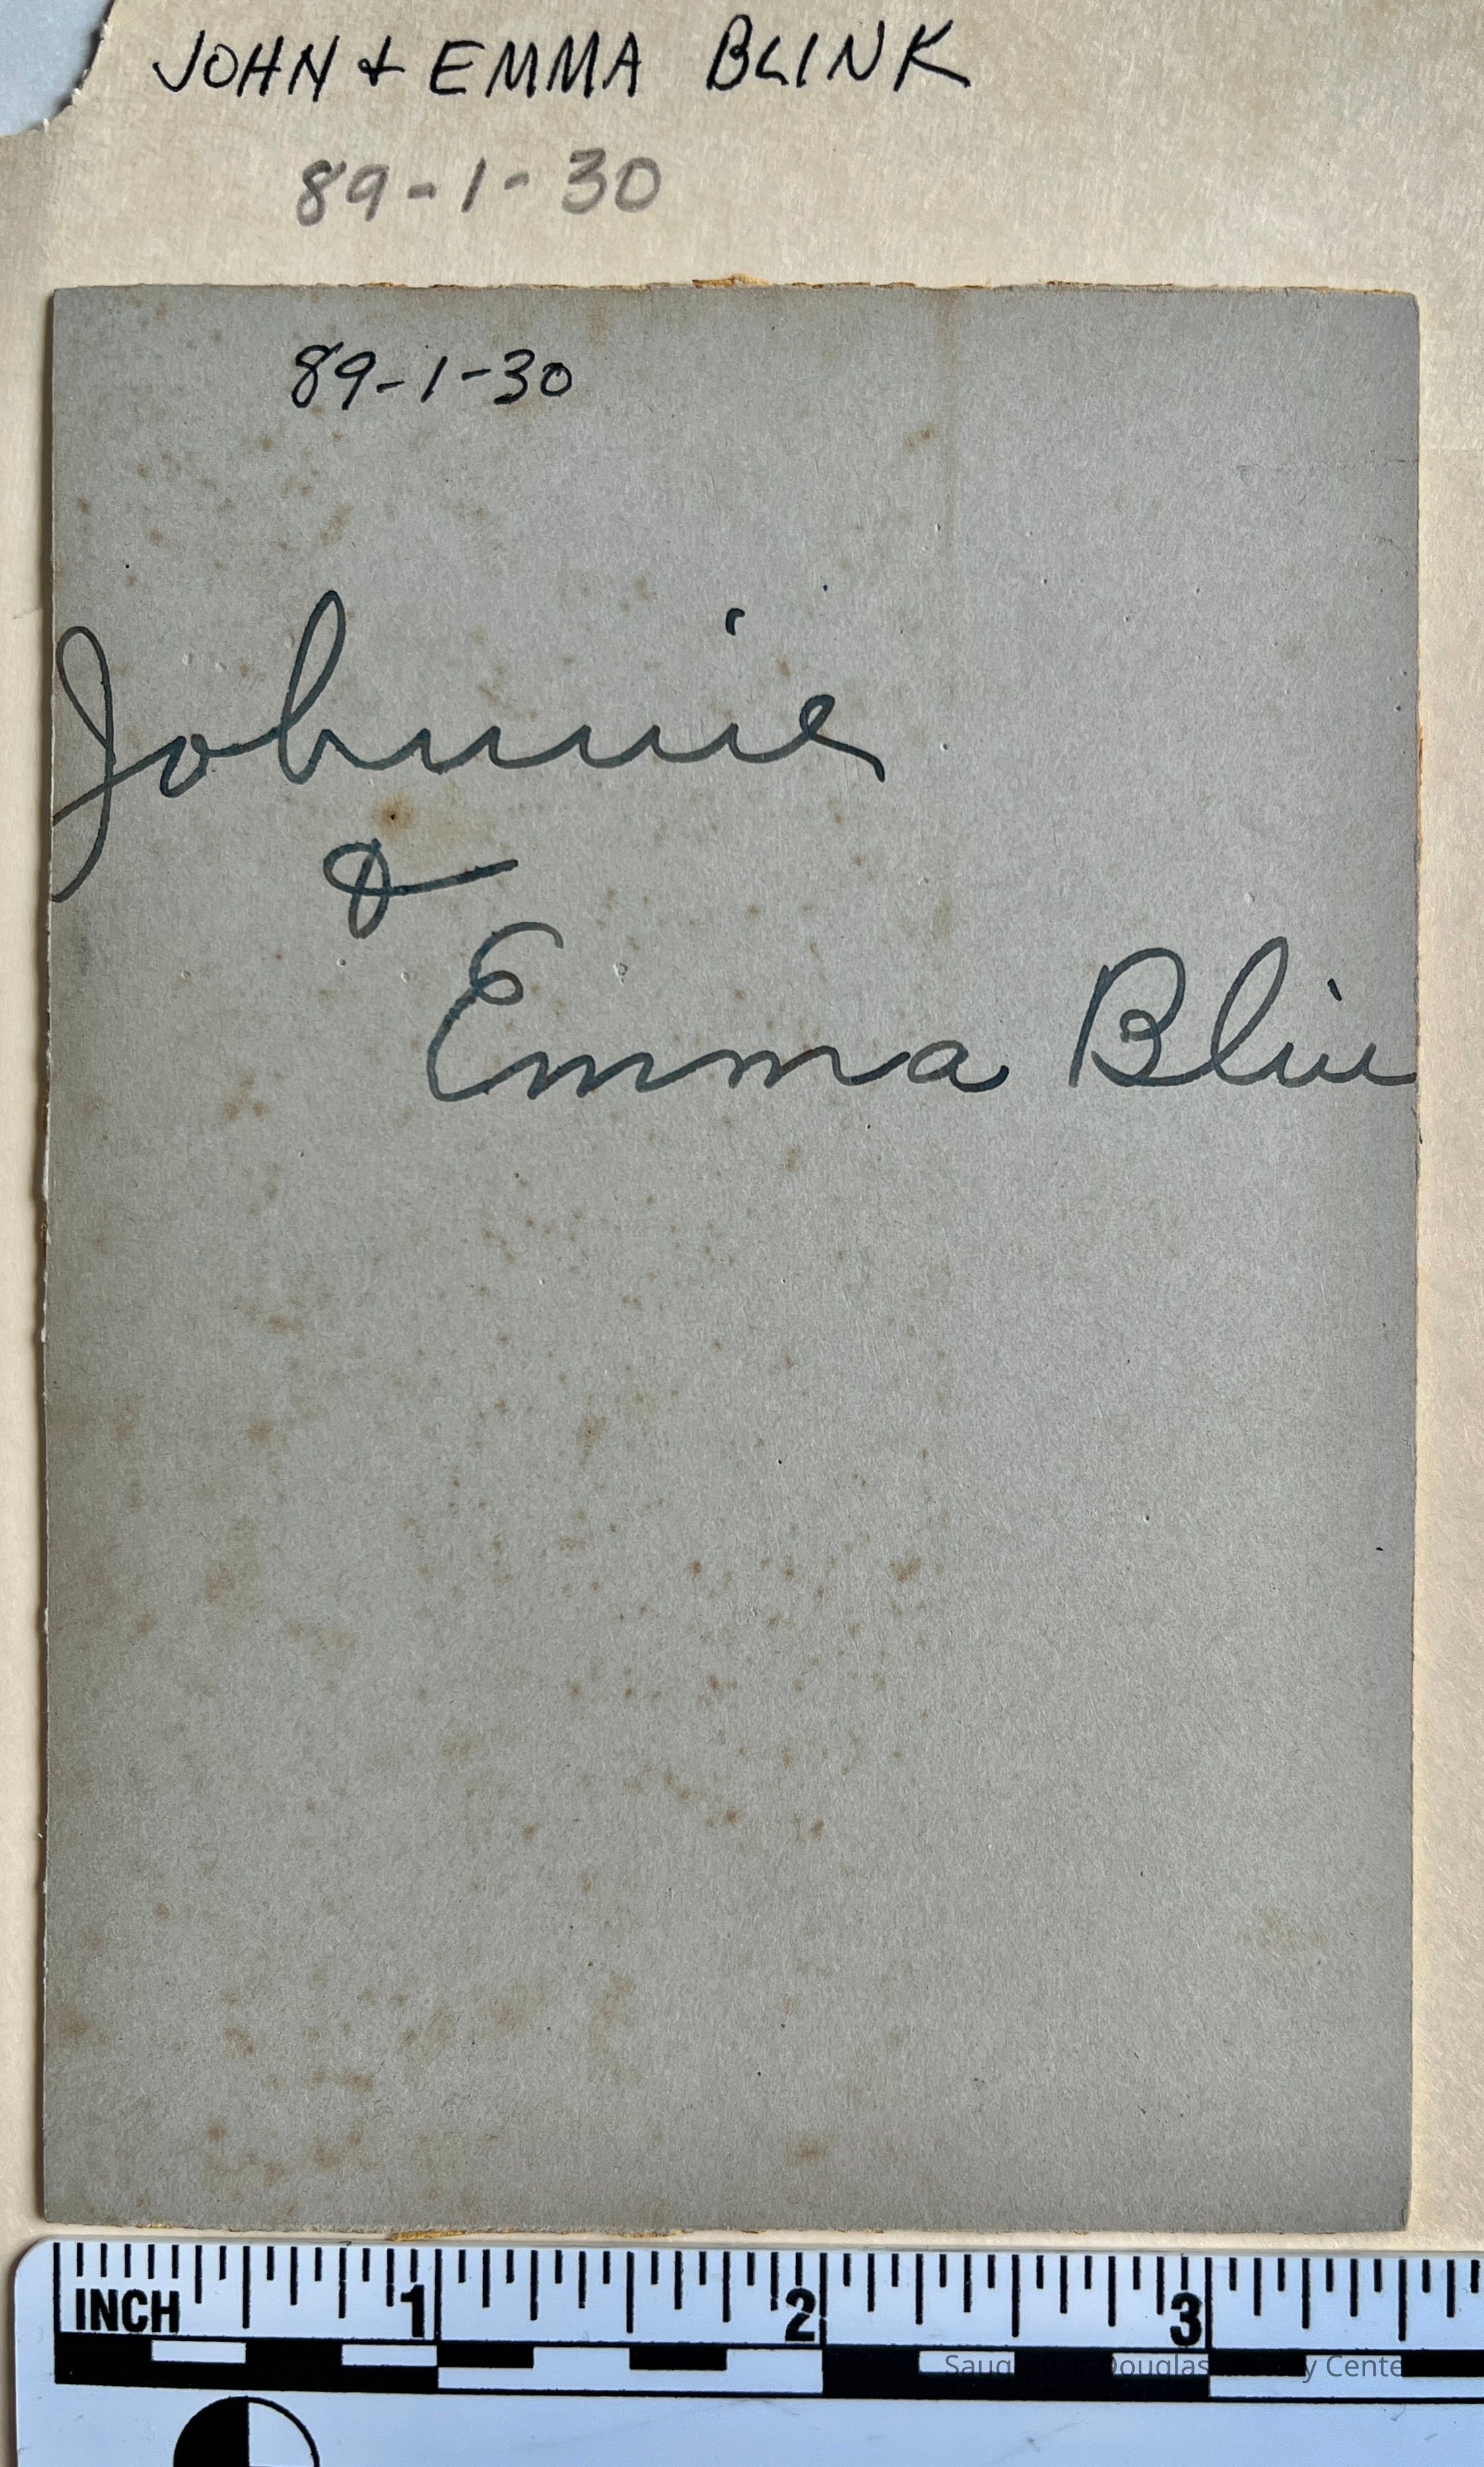 JOHN & EMMA BLINK
89-1-30
89-1-30
Johnnie
&
Emma Blin
INCH 1 2 3